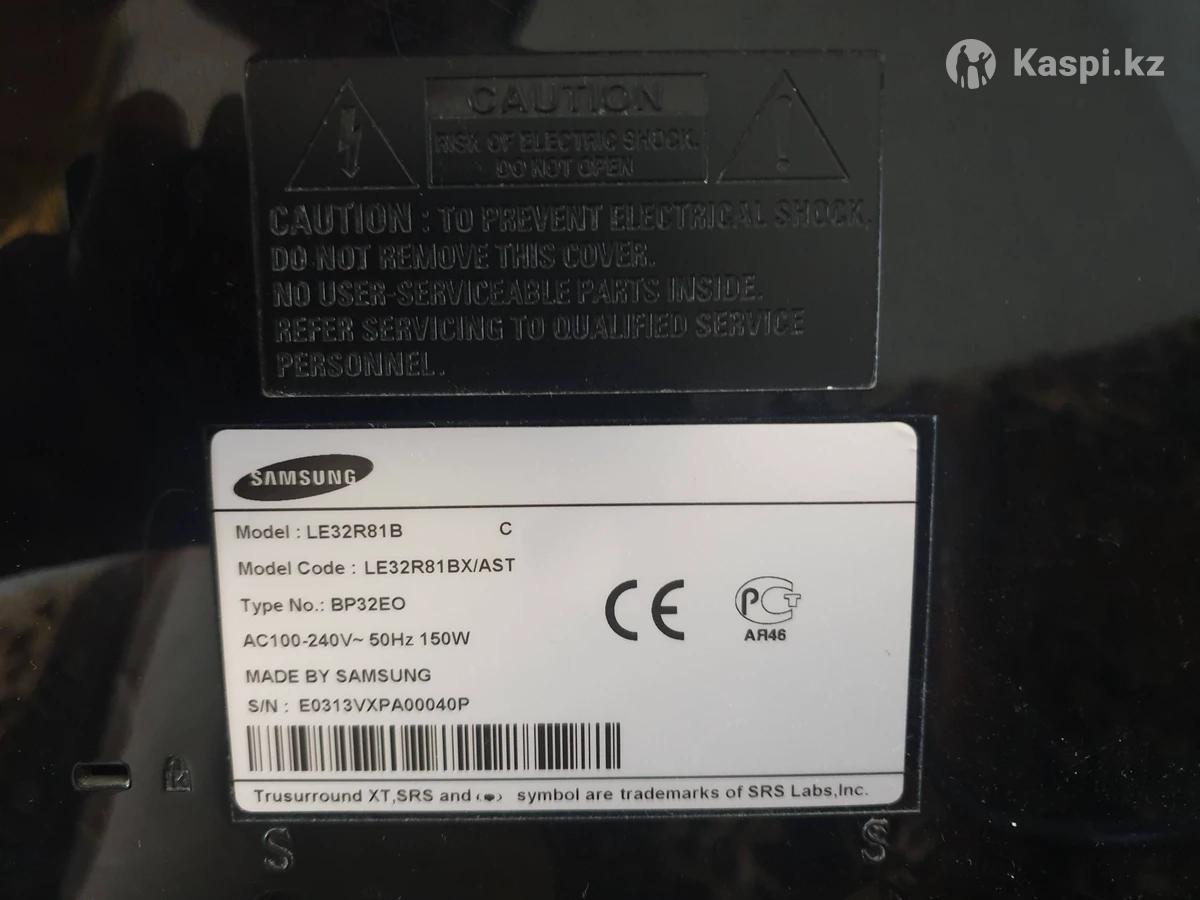 Kaspi.kz
CAUTION
RISK OF ELECTRIC SHOCK.
DO NOT OPEN
CAUTION : TO PREVENT ELECTRICAL SHOCK,
DO NOT REMOVE THIS COVER.
NO USER-SERVICEABLE PARTS INSIDE.
REFER SERVICING TO QUALIFIED SERVICE
PERSONNEL.
SAMSUNG
Model : LE32R81B C
Model Code : LE32R81BX/AST
Type No.: BP32EO
AC100-240V~ 50Hz 150W
MADE BY SAMSUNG
S/N : E0313VXPA00040P
CE
РСТ
АЯ46
Trusurround XT,SRS and (●) symbol are trademarks of SRS Labs,Inc.
S S